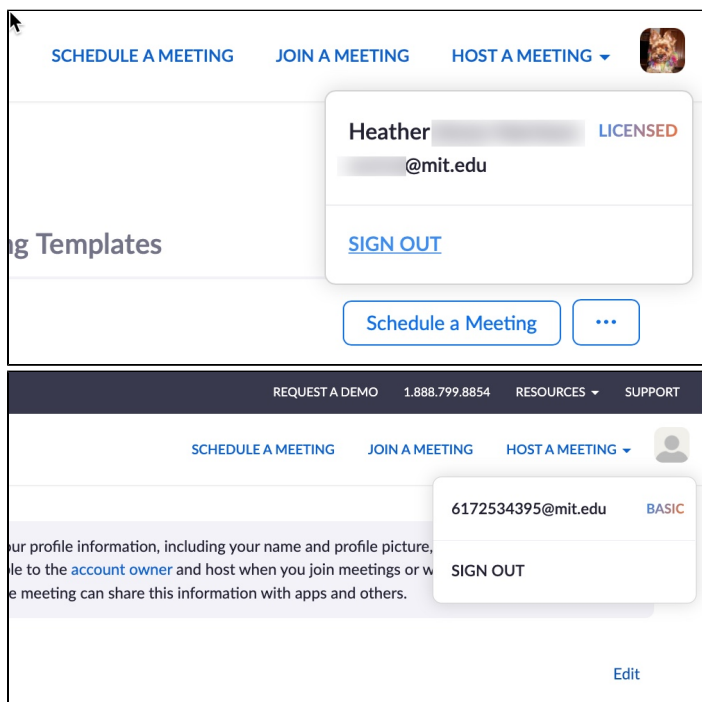 SCHEDULE A MEETING JOIN A MEETING HOST A MEETING
Heather LICENSED
@mit.edu
g Templates
SIGN OUT
Schedule a Meeting ...
REQUEST A DEMO 1.888.799.8854 RESOURCES SUPPORT
SCHEDULE A MEETING JOIN A MEETING HOST A MEETING
6172534395@mit.edu BASIC
ur profile information, including your name and profile picture,
le to the account owner and host when you join meetings or w
SIGN OUT
e meeting can share this information with apps and others.
Edit